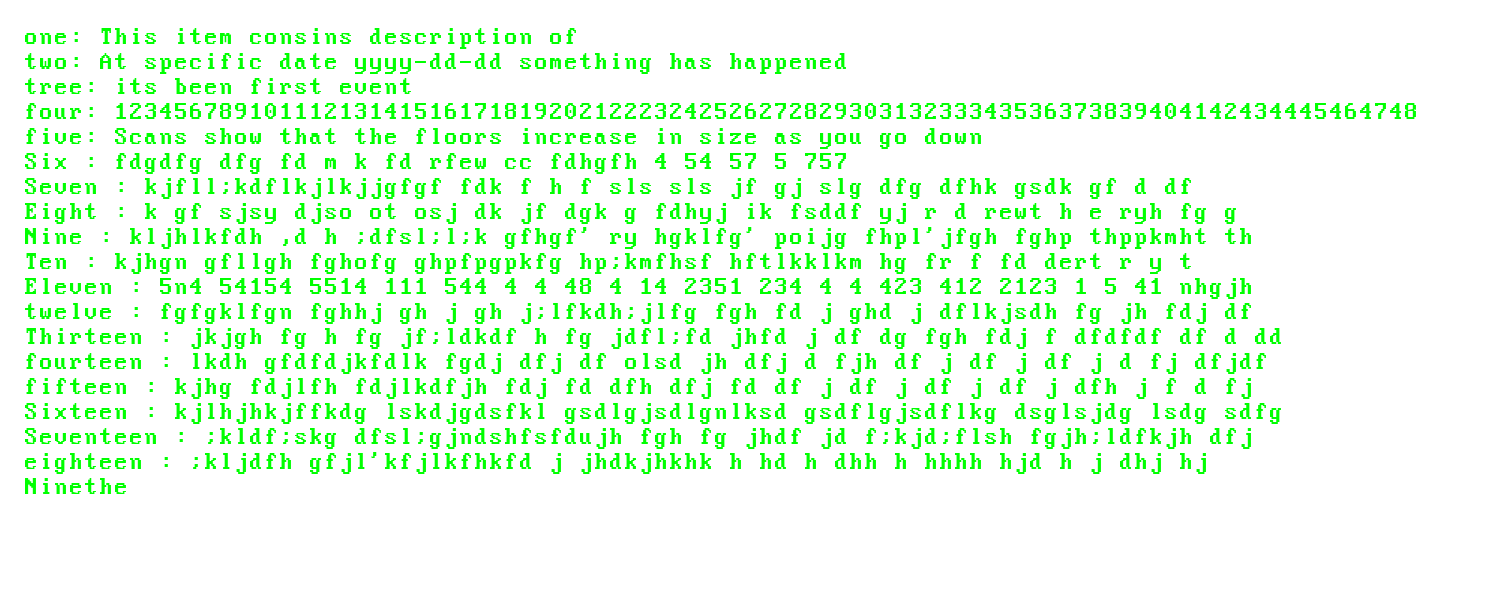 one: This item consins description of
two: At specific date yyyy-dd-dd something has happened
tree: its been first event
four: 123456789101112131415161718192021222324252627282930313233343536373839404142434445464748
five: Scans show that the floors increase in size as you go down
Six : fdgdfg dfg fd m k fd rfew cc fdhgfh 4 54 57 5 757
Seven : kjfll;kdflkjlkjjgfgf fdk f h f sls sls jf gj slg dfg dfhk gsdk gf d df
Eight : k gf sjsy djso ot osj dk jf dgk g fdhyj ik fsddf yj r d rewt h e ryh fg g
Nine : kljhlkfdh ,d h ;dfsl;l;k gfhgf' ry hgklfg' poijg fhpl'jfgh fghp thppkmht th
Ten : kjhgn gfllgh fghofg ghpfpgpkfg hp;kmfhsf hftlkklkm hg fr f fd dert r y t
Eleven : 5n4 54154 5514 111 544 4 4 48 4 14 2351 234 4 4 423 412 2123 1 5 41 nhgjh
twelve : fgfgklfgn fghhj gh j gh j;lfkdh;jlfg fgh fd j ghd j dflkjsdh fg jh fdj df
Thirteen : jkjgh fg h fg jf;ldkdf h fg jdfl;fd jhfd j df dg fgh fdj f dfdfdf df d dd
fourteen : lkdh gfdfdjkfdlk fgdj dfj df olsd jh dfj d fjh df j df j df j d fj dfjdf
fifteen : kjhg fdjlfh fdjlkdfjh fdj fd dfh dfj fd df j df j df j df j dfh j f d fj
Sixteen : kjlhjhkjffkdg lskdjgdsfkl gsdlgjsdlgnlksd gsdflgjsdflkg dsglsjdg lsdg sdfg
Seventeen : ;kldf;skg dfsl;gjndshfsfdujh fgh fg jhdf jd f;kjd;flsh fgjh;ldfkjh dfj
eighteen : ;kljdfh gfjl'kfjlkfhkfd j jhdkjhkhk h hd h dhh h hhhh hjd h j dhj hj
Ninethe